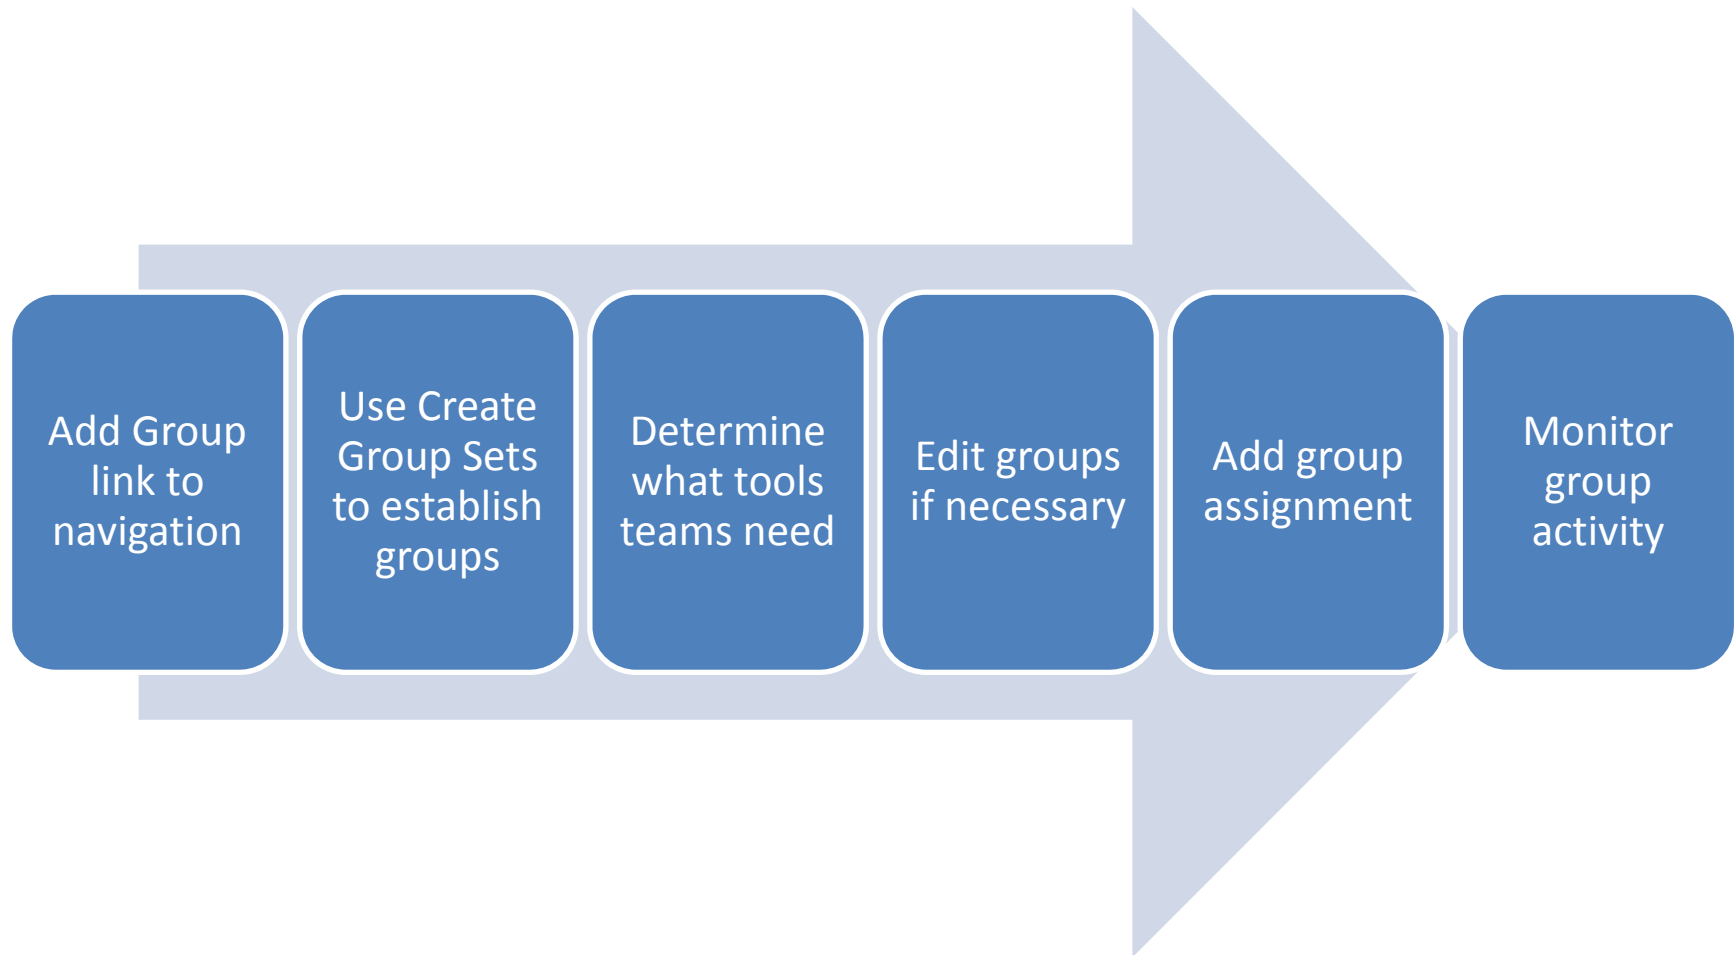 Add Group
link to
navigation
Use Create
Group Sets
to establish
groups
Determine
what tools
teams need
Edit groups
if necessary
Add group
assignment
Monitor
group
activity